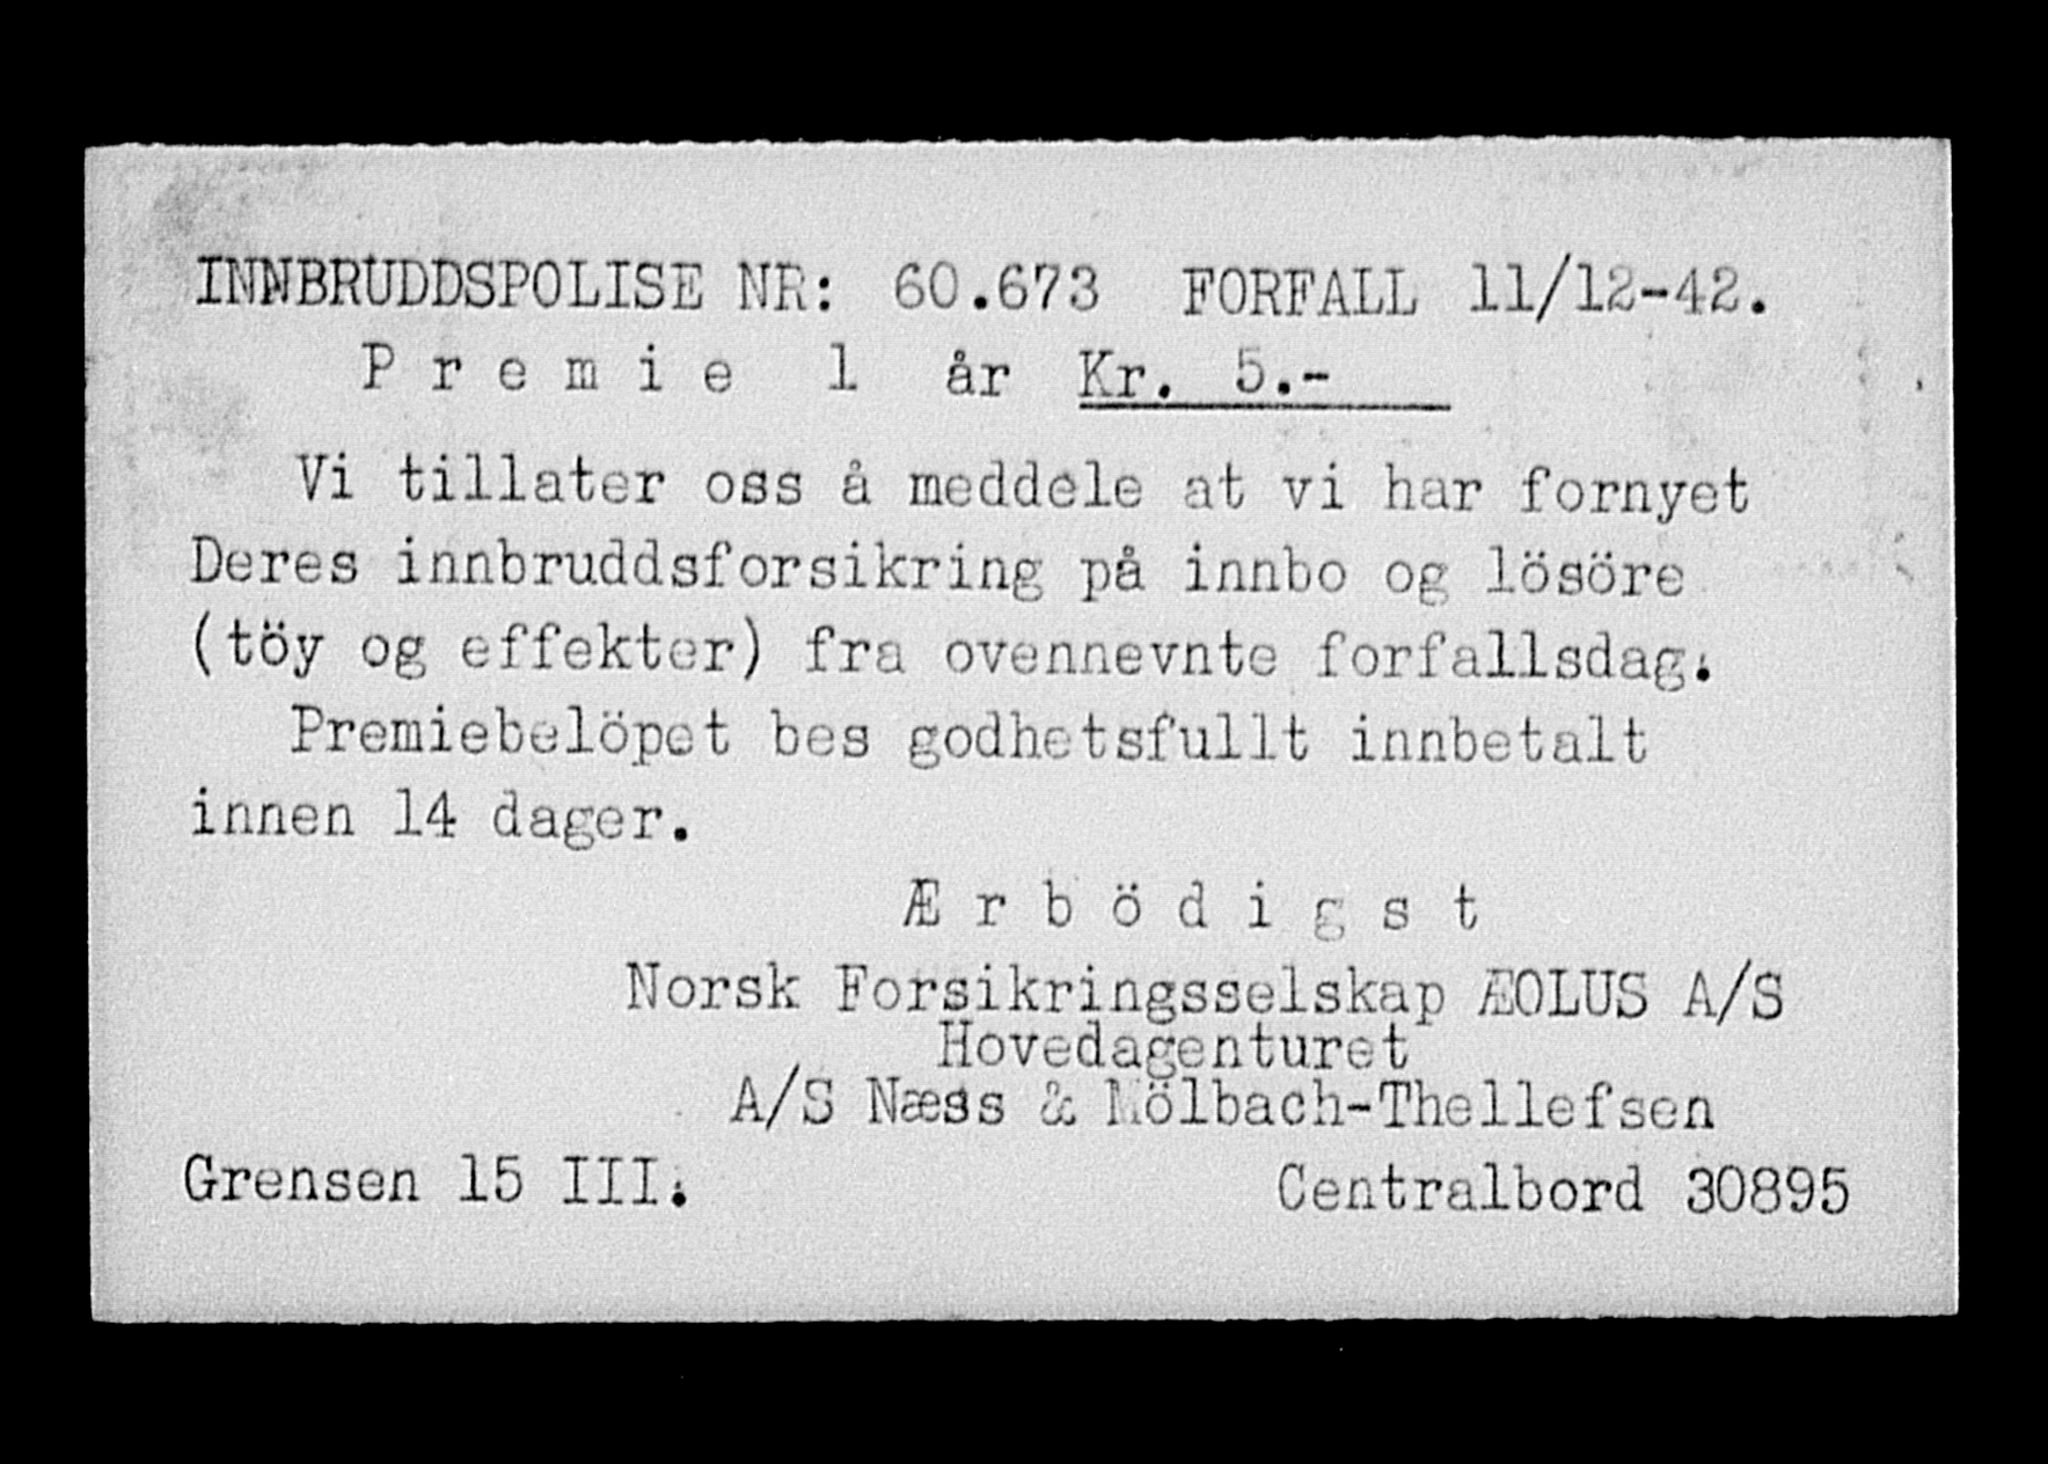 INNBRUDDSPOLISE NR: 60.673 FORFALL 11/12-42.
P r e m i e 1 år Kr. 5.-
Vi tillater oss å meddele at vi har fornyet
Deres innbruddsforsikring på innbo og lösöre
(töy og effekter) fra ovennevnte forfallsdag.
Premiebelöpet bes godhetsfullt innbetalt
innen 14 dager.
Æ r b ö d i g s t
Norsk Forsikringsselskap ÆOLUS A/S
Hovedagenturet
A/S Næss & Mölbach-Thellefsen
Grensen 15 III. Centralbord 30895